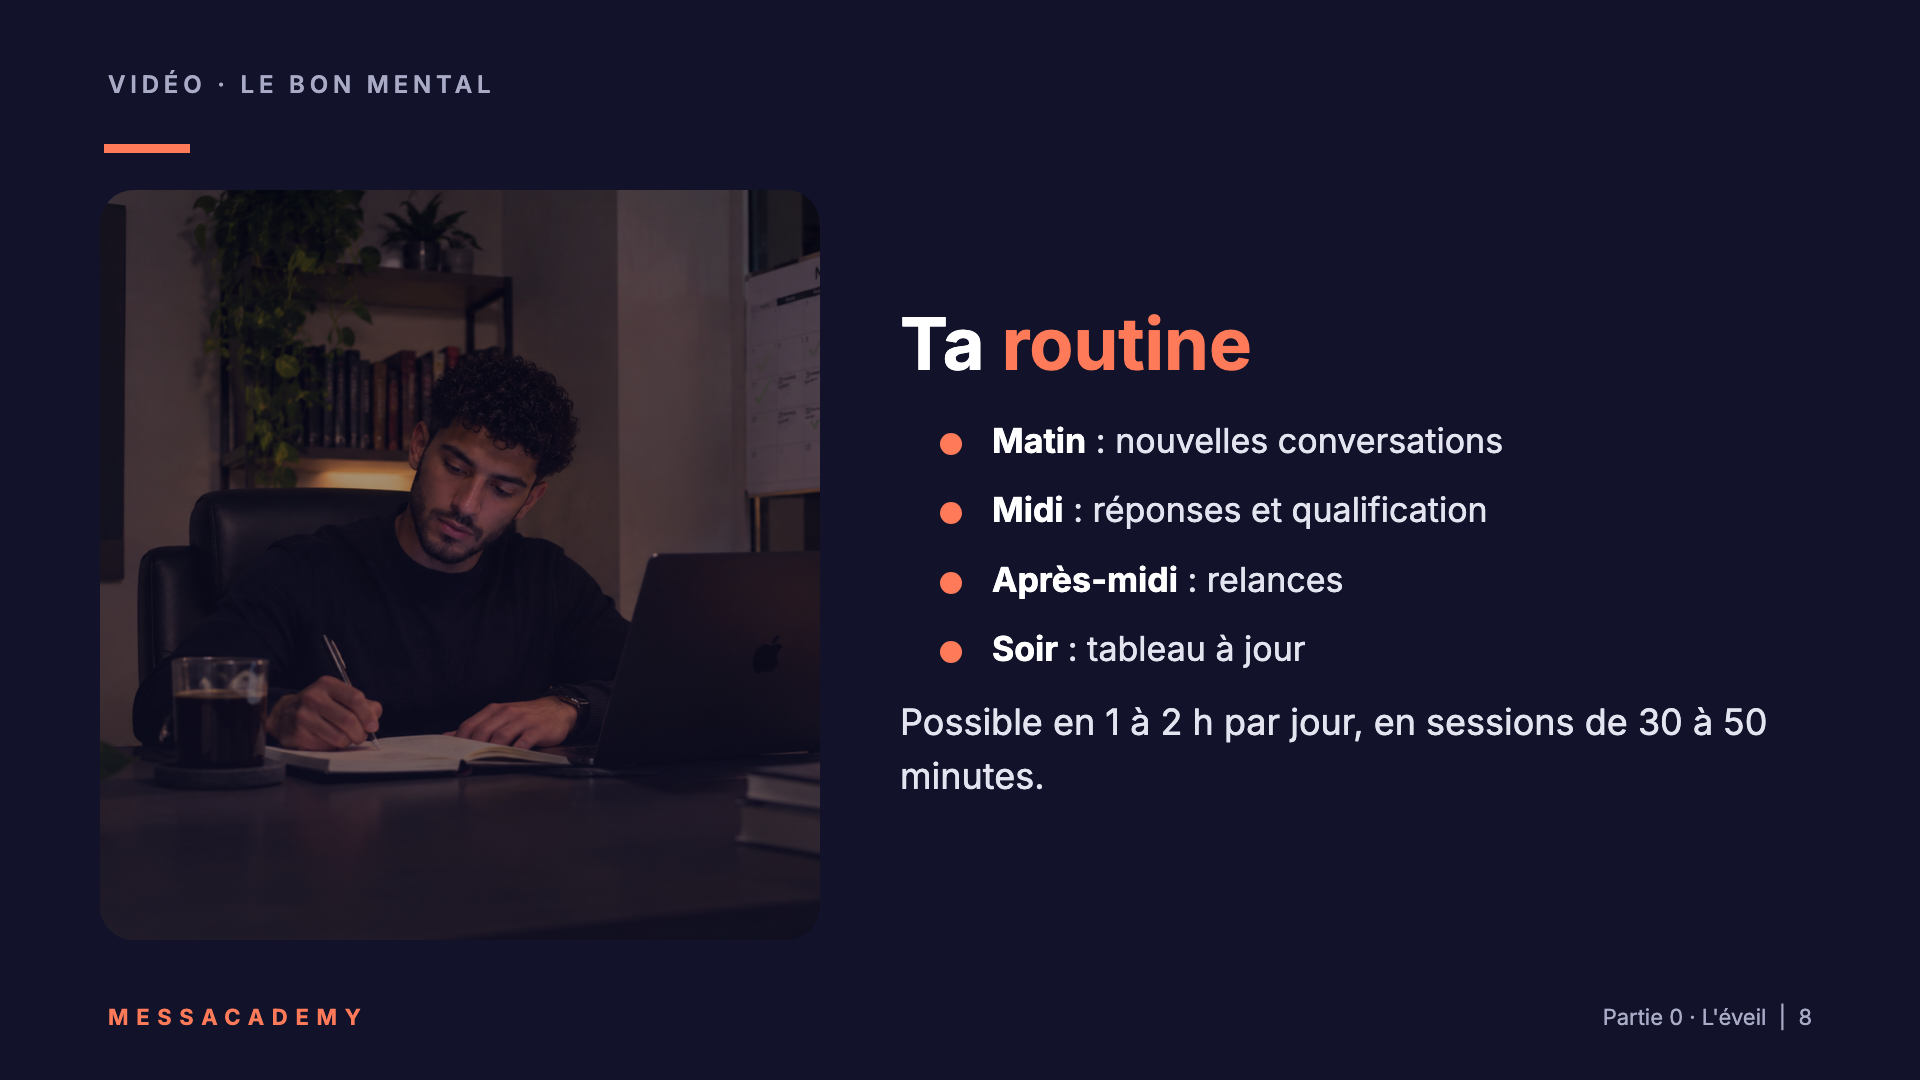 VIDÉO · LE BON MENTAL
Ta routine
Matin : nouvelles conversations
Midi : réponses et qualification
Après-midi : relances
Soir : tableau à jour
Possible en 1 à 2 h par jour, en sessions de 30 à 50
minutes.
MESSACADEMY
Partie 0 · L'éveil | 8